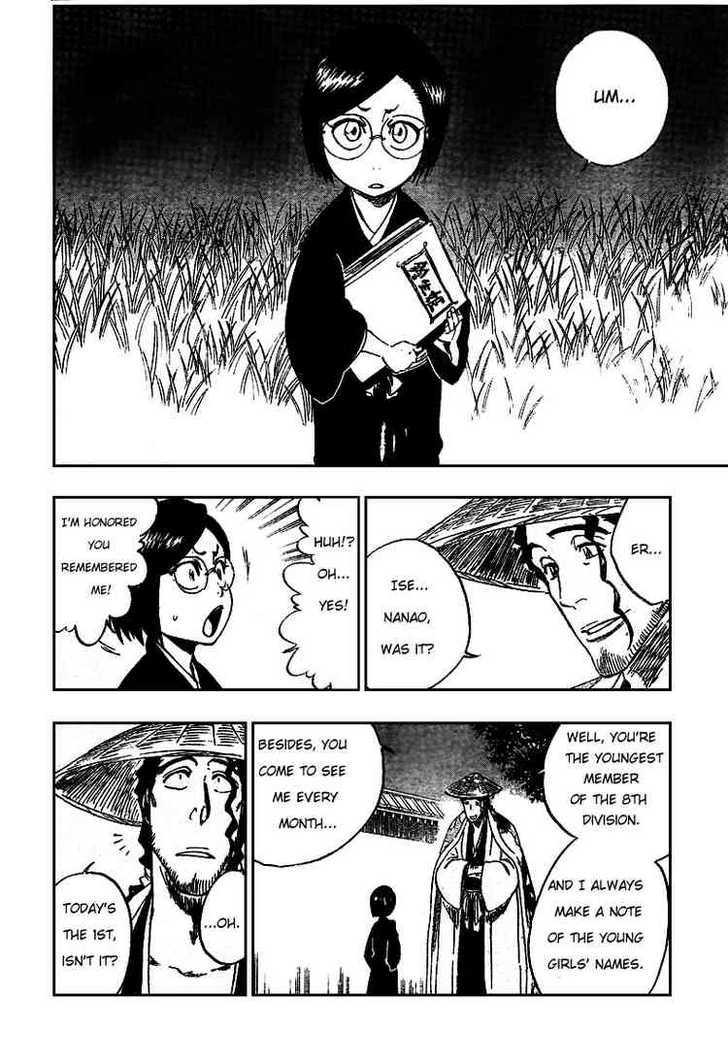 UM...
ER...
ISE...
NANAO,
WAS IT?
HUH!?
OH...
YES!
I'M HONORED
YOU
REMEMBERED
ME!
WELL, YOU'RE
THE YOUNGEST
MEMBER
OF THE 8TH
DIVISION.
AND I ALWAYS
MAKE A NOTE
OF THE YOUNG
GIRLS' NAMES.
BESIDES, YOU
COME TO SEE
ME EVERY
MONTH...
...OH.
TODAY'S
THE 1ST,
ISN'T IT?